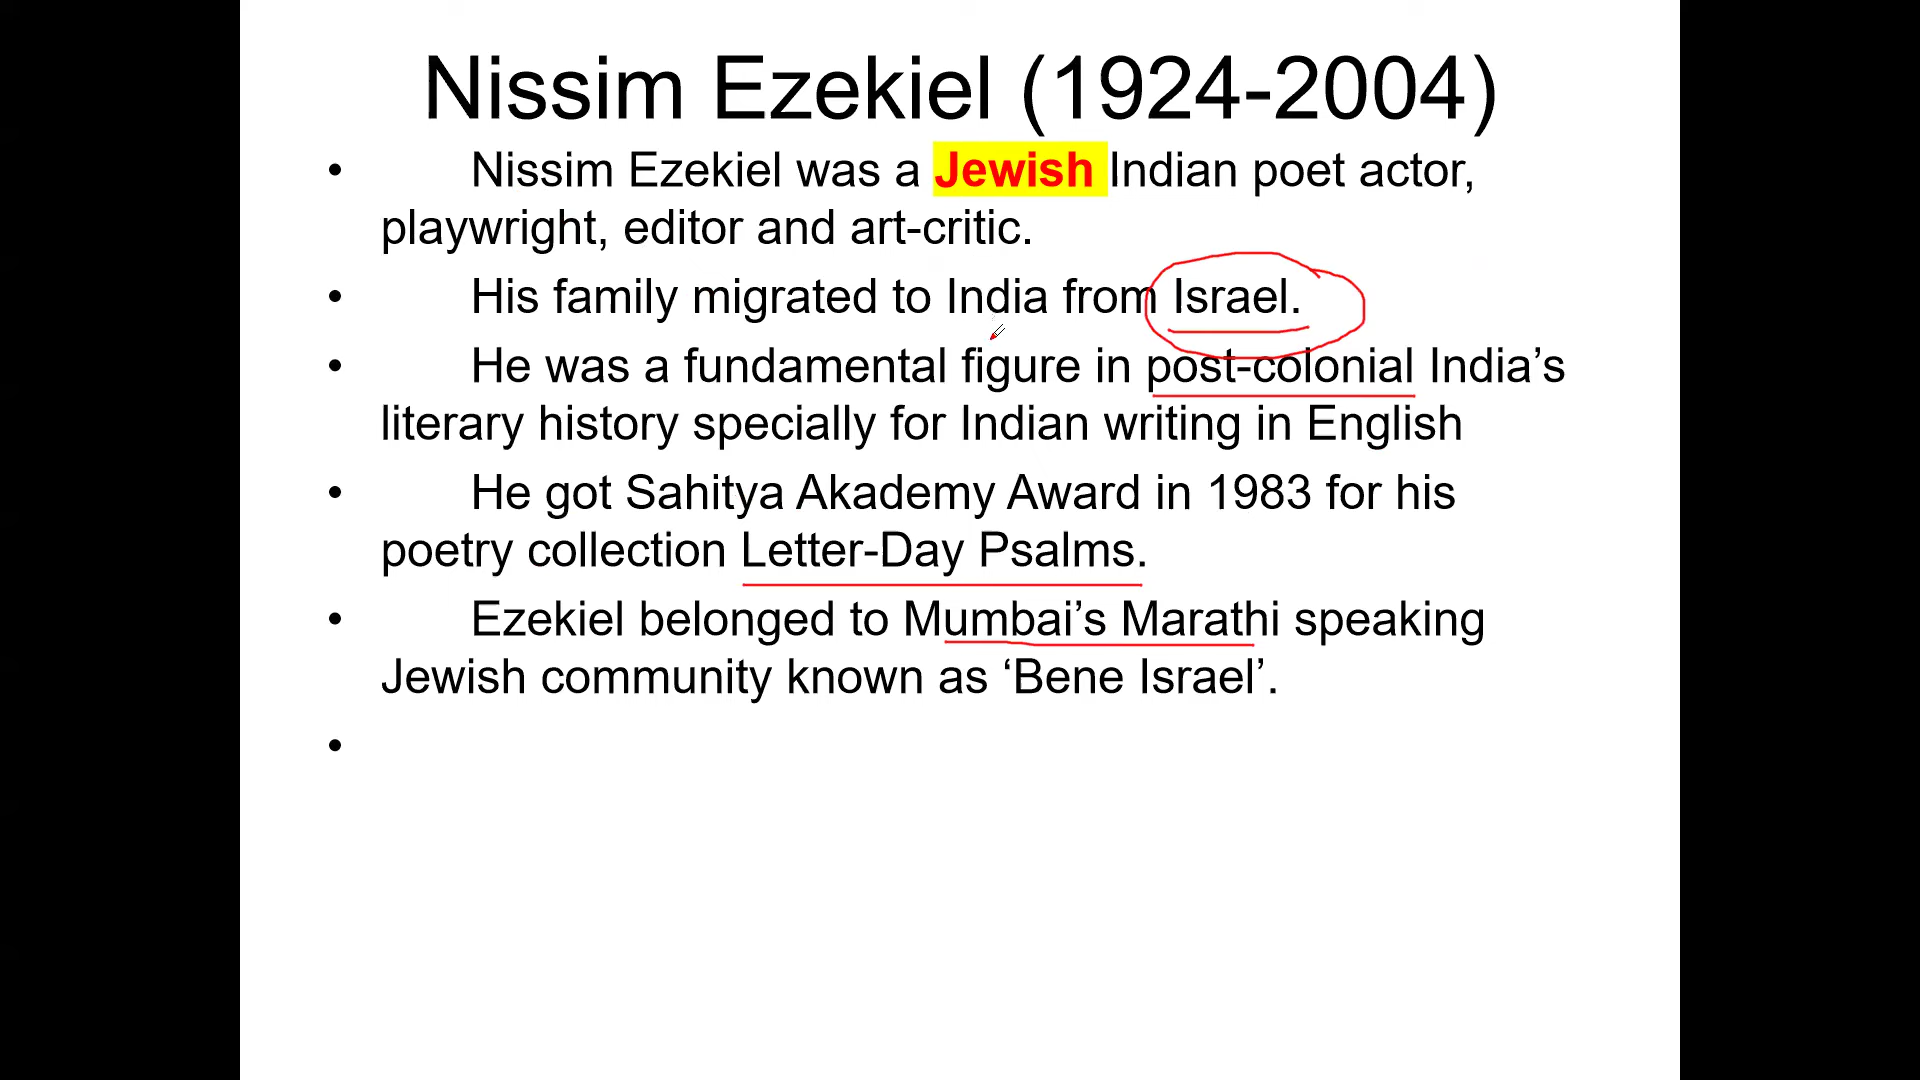 Nissim Ezekiel (1924-2004)
• Nissim Ezekiel was a Jewish Indian poet actor,
playwright, editor and art-critic.
• His family migrated to India from Israel.
• He was a fundamental figure in post-colonial India’s
literary history specially for Indian writing in English
• He got Sahitya Akademy Award in 1983 for his
poetry collection Letter-Day Psalms.
• Ezekiel belonged to Mumbai’s Marathi speaking
Jewish community known as ‘Bene Israel’.
•